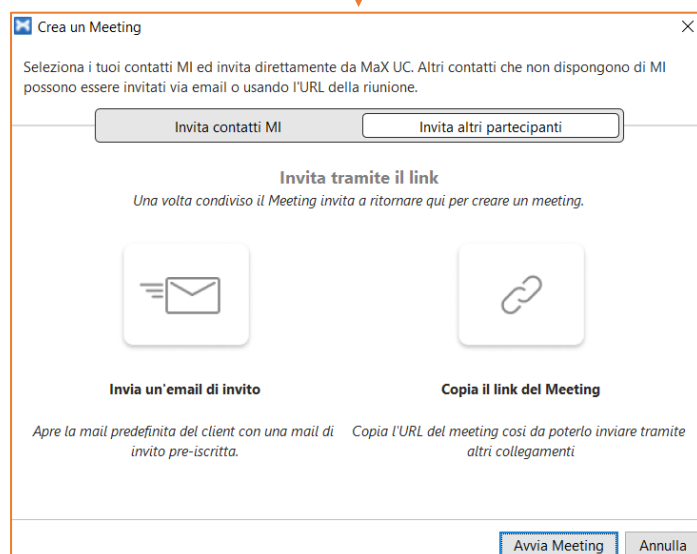 Crea un Meeting
Seleziona i tuoi contatti MI ed invita direttamente da MaX UC. Altri contatti che non dispongono di MI
possono essere invitati via email o usando l'URL della riunione.
Invita contatti MI
Invita altri partecipanti
Invita tramite il link
Una volta condiviso il Meeting invita a ritornare qui per creare un meeting.
Invia un'email di invito
Apre la mail predefinita del client con una mail di
invito pre-iscritta.
Copia il link del Meeting
Copia l'URL del meeting cosi da poterlo inviare tramite
altri collegamenti
Avvia Meeting
Annulla